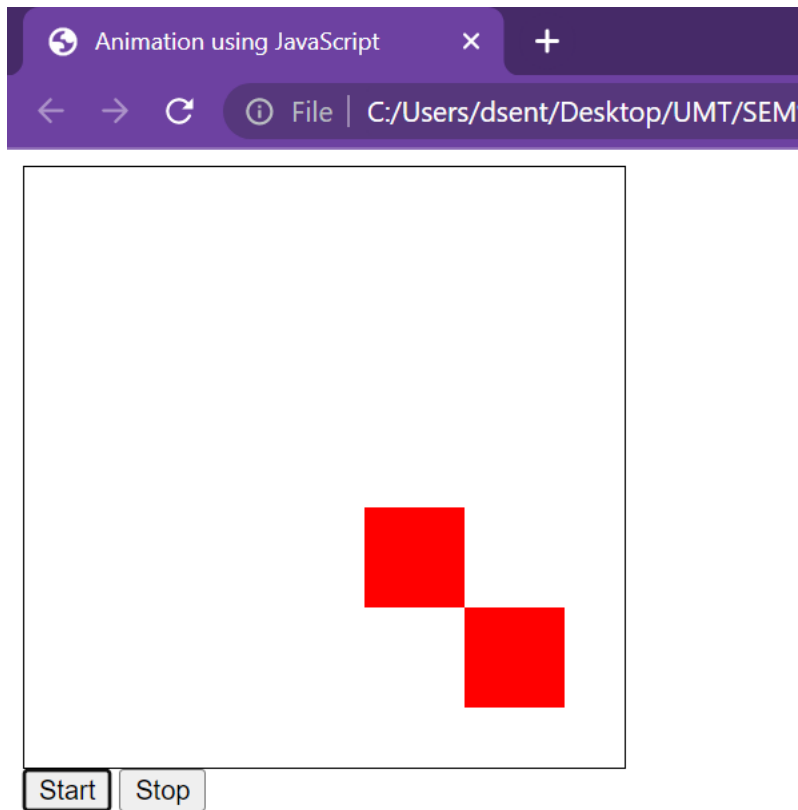 Animation using JavaScript
File | C:/Users/dsent/Desktop/UMT/SEM
Start Stop